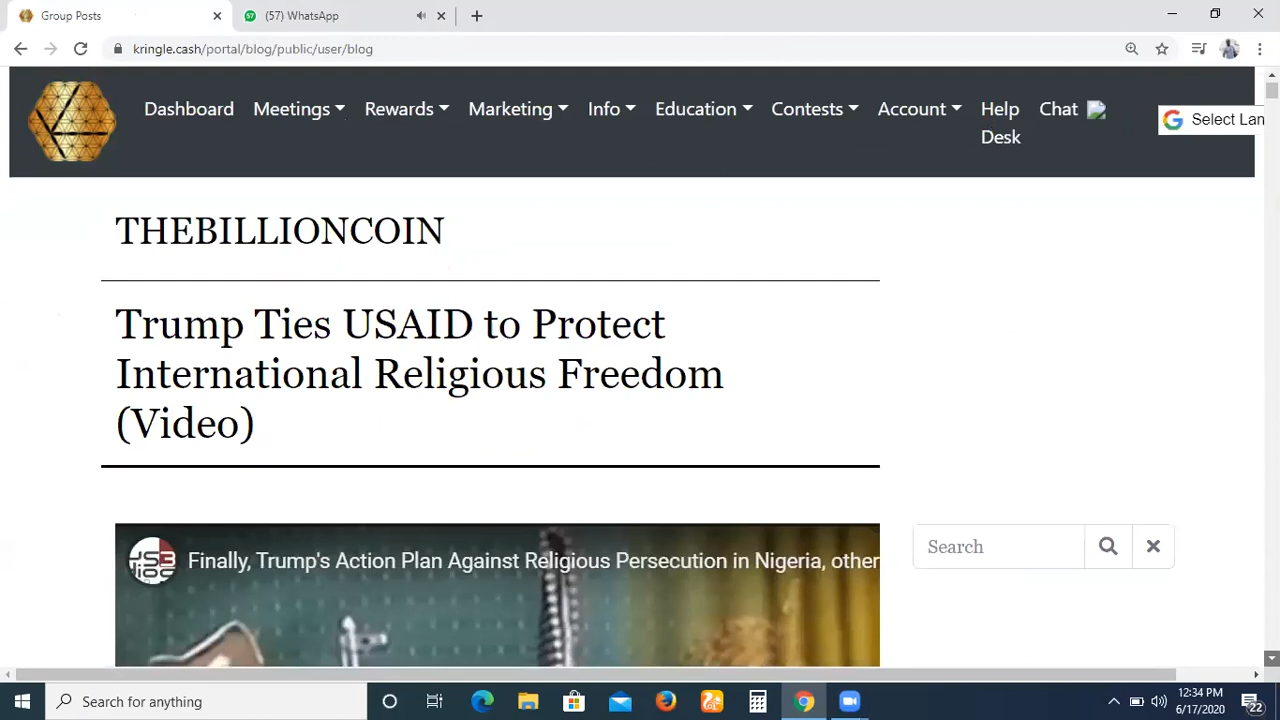 Group Posts
(57) WhatsApp
kringle.cash/portal/blog/public/user/blog
Dashboard Meetings Rewards Marketing Info Education Contests Account Help Desk Chat
Select Lan
THEBILLIONCOIN
Trump Ties USAID to Protect
International Religious Freedom
(Video)
Finally, Trump's Action Plan Against Religious Persecution in Nigeria, other
Search
Search for anything
12:34 PM
6/17/2020
22